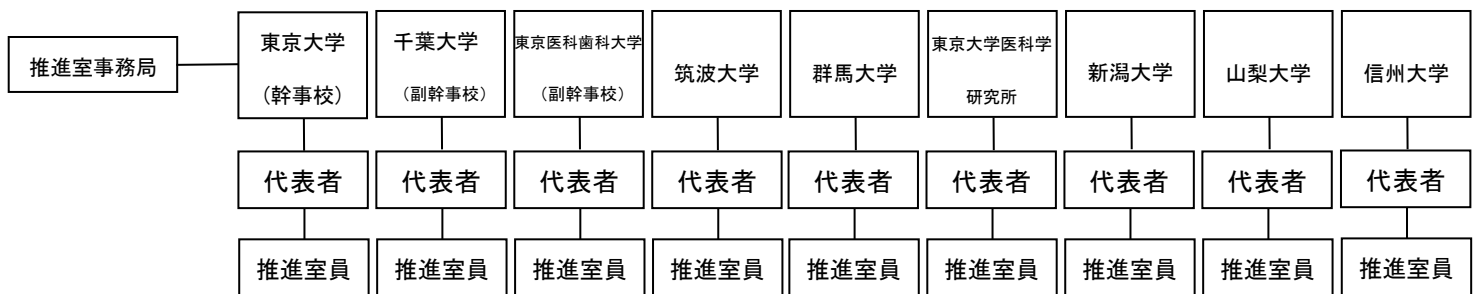 推進室事務局
東京大学
（幹事校）
千葉大学
（副幹事校）
東京医科歯科大学
（副幹事校）
筑波大学
群馬大学
東京大学医科学
研究所
新潟大学
山梨大学
信州大学
代表者
代表者
代表者
代表者
代表者
代表者
代表者
代表者
代表者
推進室員
推進室員
推進室員
推進室員
推進室員
推進室員
推進室員
推進室員
推進室員